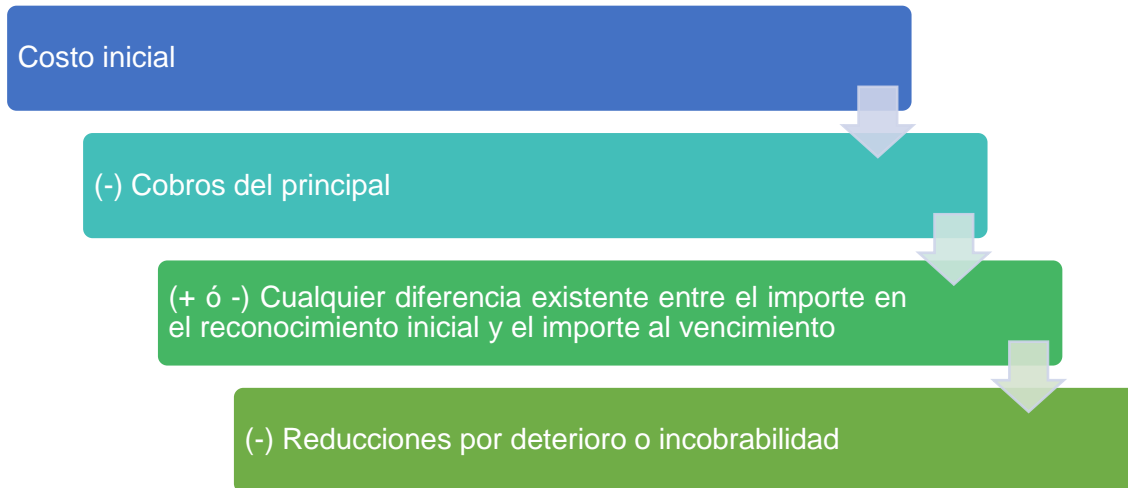 Costo inicial
(-) Cobros del principal
(+ ó -) Cualquier diferencia existente entre el importe en
el reconocimiento inicial y el importe al vencimiento
(-) Reducciones por deterioro o incobrabilidad